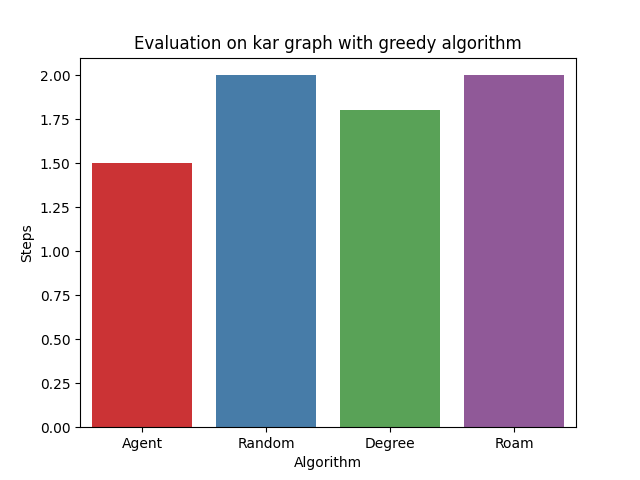 Evaluation on kar graph with greedy algorithm
2.00
1.75
1.50
1.25
1.00
0.75
0.50
0.25
0.00
Steps
Agent Random Degree Roam
Algorithm